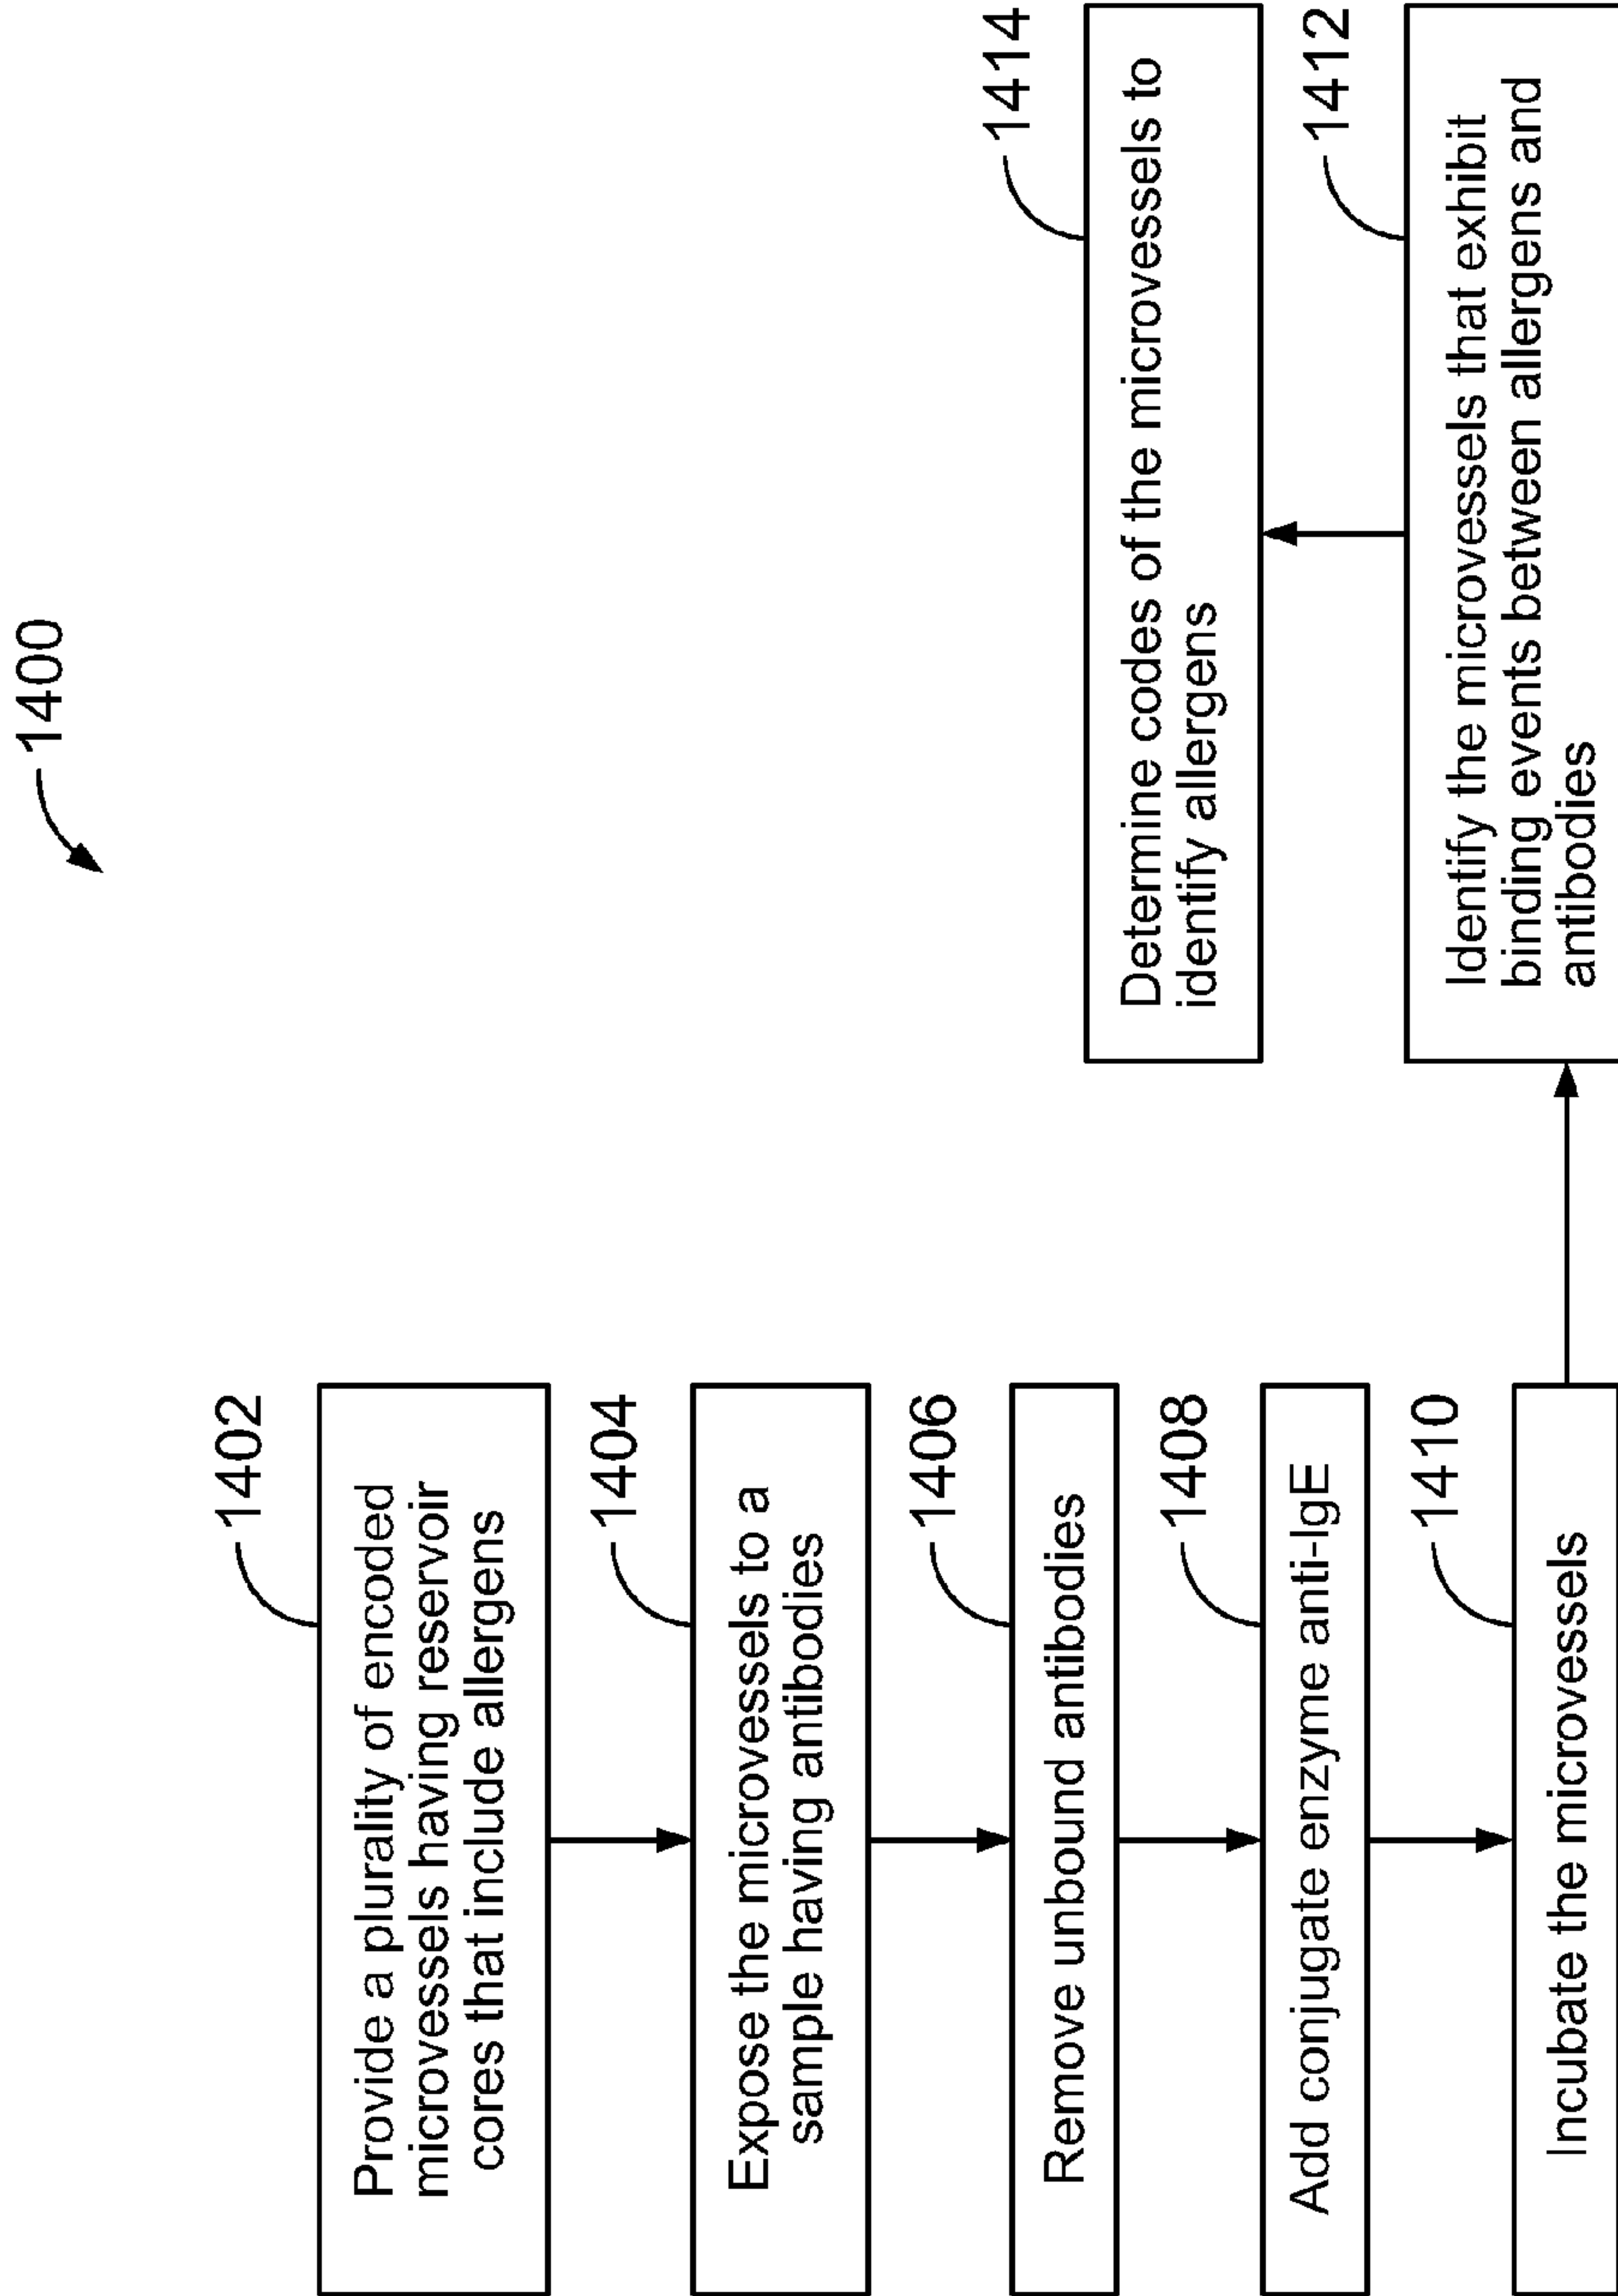 1400
1402
Provide a plurality of encoded
microvessels having reservoir
cores that include allergens
1404
Expose the microvessels to a
sample having antibodies
1406
Remove unbound antibodies
1408
Add conjugate enzyme anti-IgE
1410
Incubate the microvessels
1412
Identify the microvessels that exhibit
binding events between allergens and
antibodies
1414
Determine codes of the microvessels to
identify allergens